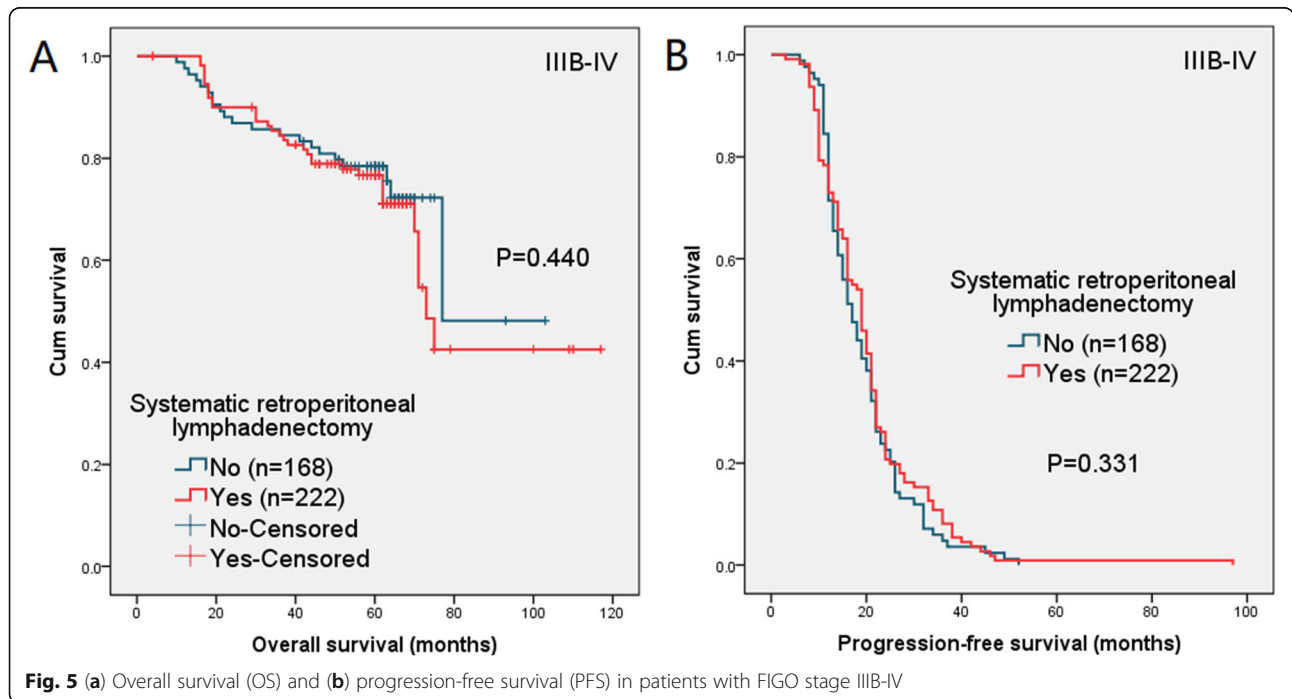 A
IIIB-IV
Cum survival
1.0
0.8
0.6
0.4
0.2
0.0
P=0.440
Systematic retroperitoneal
lymphadenectomy
No (n=168)
Yes (n=222)
No-Censored
Yes-Censored
0 20 40 60 80 100 120
Overall survival (months)
B
IIIB-IV
Cum survival
1.0
0.8
0.6
0.4
0.2
0.0
Systematic retroperitoneal
lymphadenectomy
No (n=168)
Yes (n=222)
P=0.331
0 20 40 60 80 100
Progression-free survival (months)
Fig. 5 (a) Overall survival (OS) and (b) progression-free survival (PFS) in patients with FIGO stage IIIB-IV